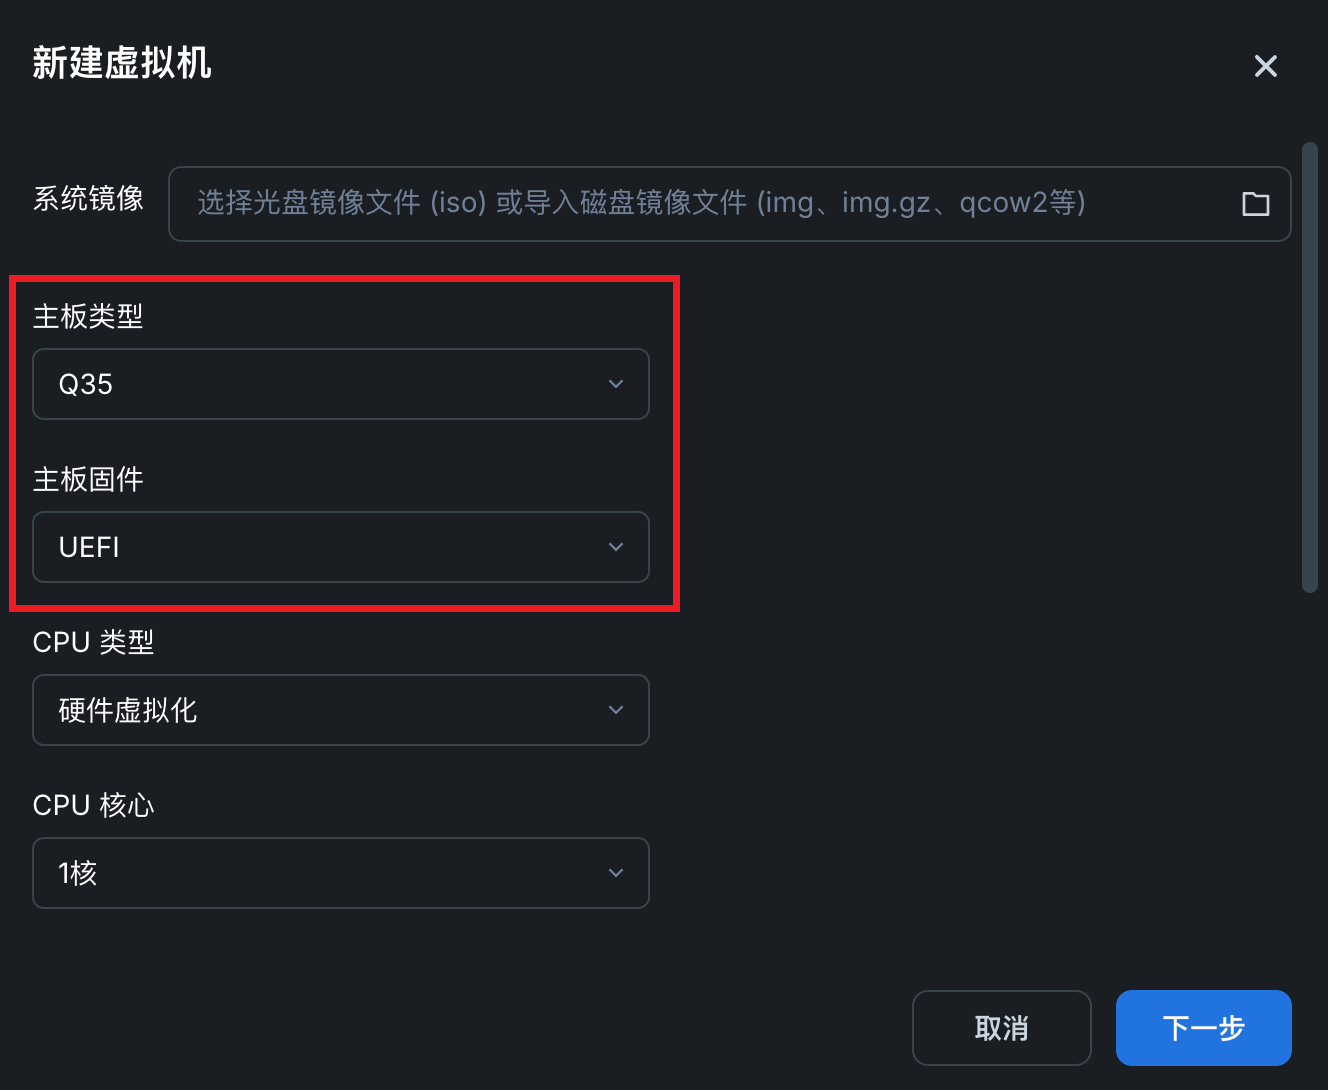 新建虚拟机
系统镜像
选择光盘镜像文件 (iso) 或导入磁盘镜像文件 (img、img.gz、qcow2等)
主板类型
Q35
主板固件
UEFI
CPU 类型
硬件虚拟化
CPU 核心
1核
取消
下一步